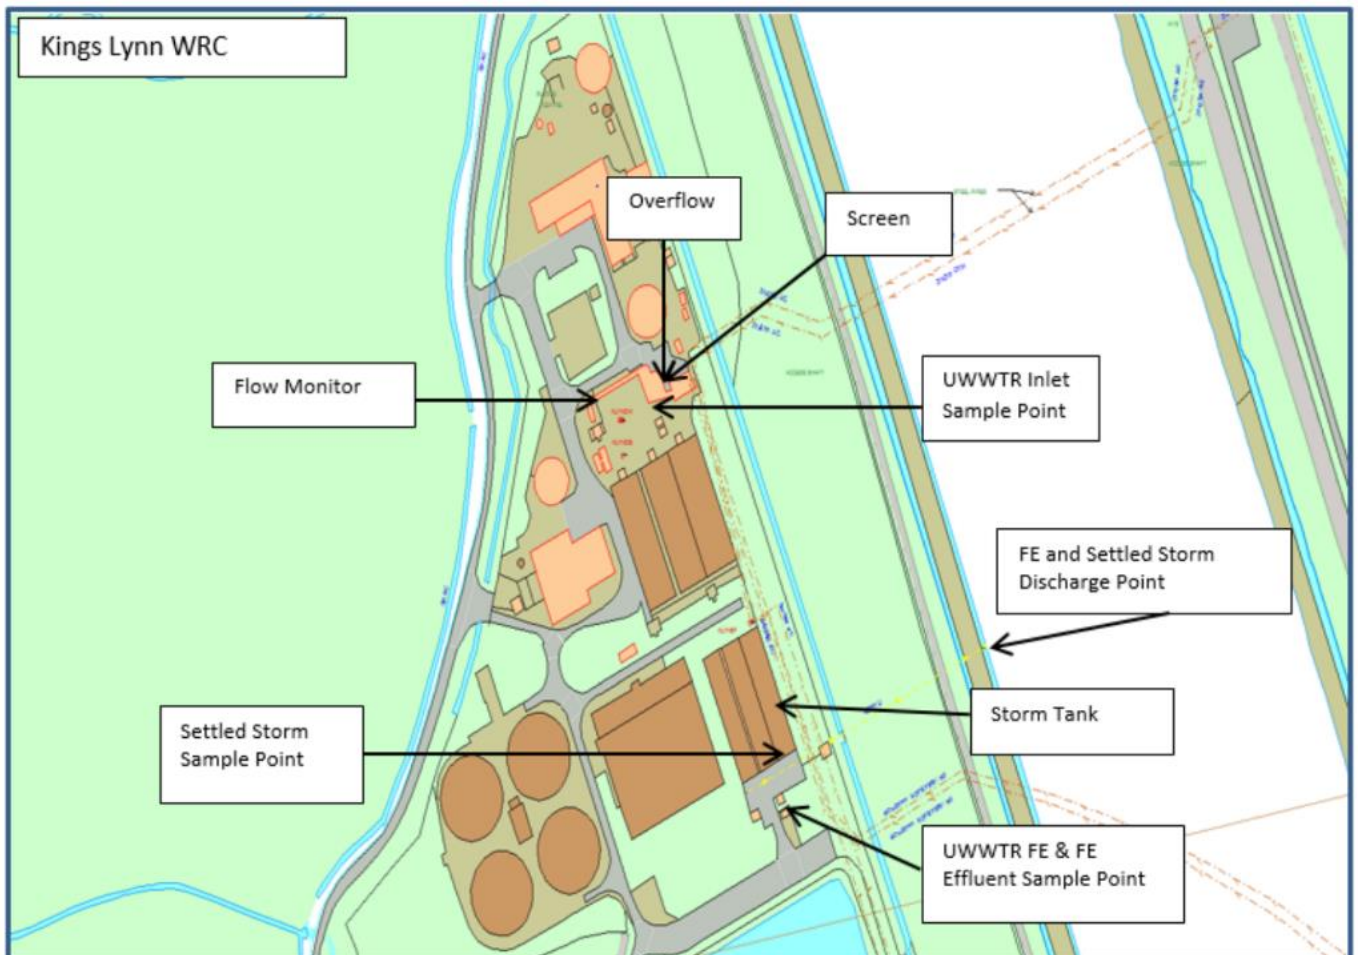 Kings Lynn WRC
Overflow
Screen
Flow Monitor
UWWTR Inlet
Sample Point
FE and Settled Storm
Discharge Point
Storm Tank
Settled Storm
Sample Point
UWWTR FE & FE
Effluent Sample Point